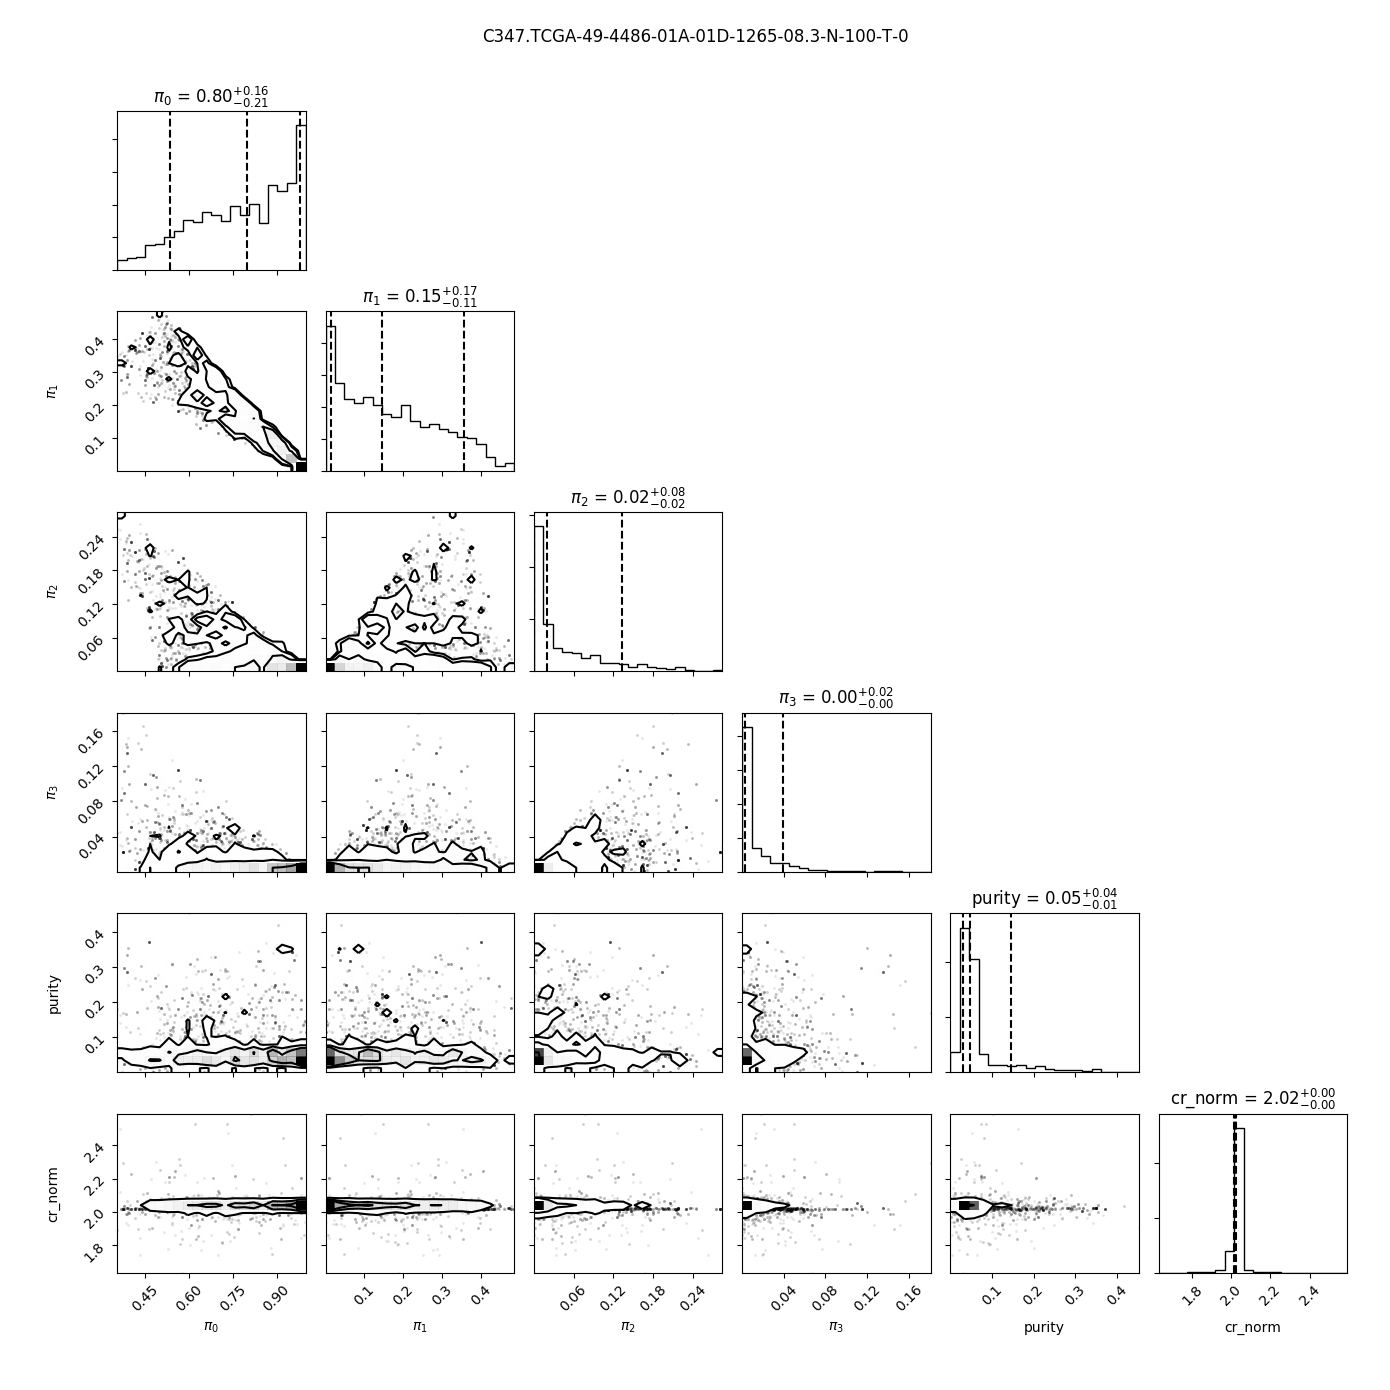 C347.TCGA-49-4486-01A-01D-1265-08.3-N-100-T-0
π₀ = 0.80+0.16−0.21
π₁ = 0.15+0.17−0.11
0.4
0.3
0.2
0.1
π₁
π₂ = 0.02+0.08−0.02
0.24
0.18
0.12
0.06
π₂
π₃ = 0.00+0.02−0.00
0.16
0.12
0.08
0.04
π₃
purity = 0.05+0.04−0.01
0.4
0.3
0.2
0.1
purity
cr_norm = 2.02+0.00−0.00
2.4
2.2
2.0
1.8
cr_norm
0.45 0.60 0.75 0.90
0.1 0.2 0.3 0.4
0.06 0.12 0.18 0.24
0.04 0.08 0.12 0.16
0.1 0.2 0.3 0.4
1.8 2.0 2.2 2.4
π₀ π₁ π₂ π₃ purity cr_norm